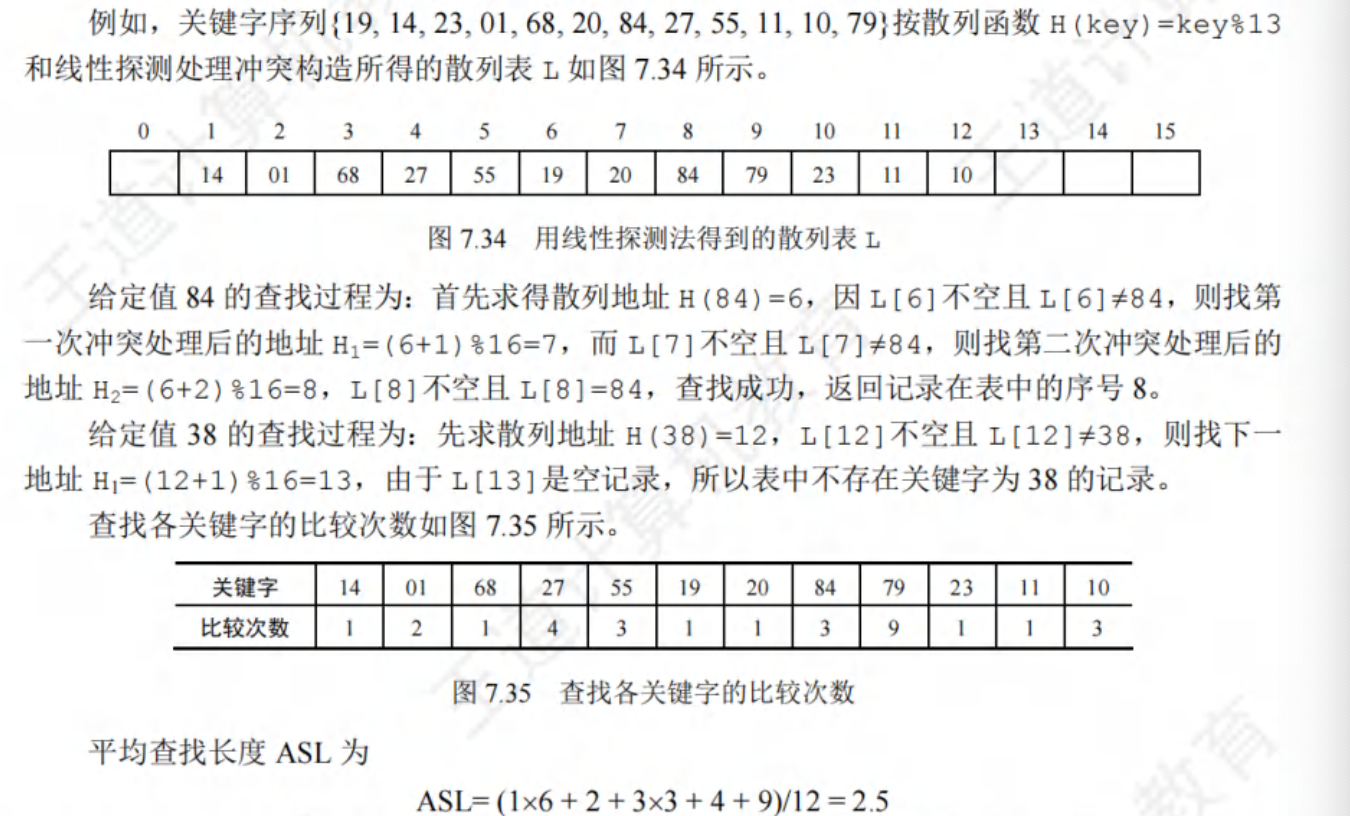 例如，关键字序列{19, 14, 23, 01, 68, 20, 84, 27, 55, 11, 10, 79}按散列函数 H(key)=key%13
和线性探测处理冲突构造所得的散列表 L 如图 7.34 所示。
0 1 2 3 4 5 6 7 8 9 10 11 12 13 14 15
14 01 68 27 55 19 20 84 79 23 11 10
图 7.34 用线性探测法得到的散列表 L
给定值 84 的查找过程为：首先求得散列地址 H(84)=6，因 L[6]不空且 L[6]≠84，则找第
一次冲突处理后的地址 H₁=(6+1)%16=7，而 L[7]不空且 L[7]≠84，则找第二次冲突处理后的
地址 H₂=(6+2)%16=8，L[8]不空且 L[8]=84，查找成功，返回记录在表中的序号 8。
给定值 38 的查找过程为：先求散列地址 H(38)=12，L[12]不空且 L[12]≠38，则找下一
地址 H₁=(12+1)%16=13，由于 L[13]是空记录，所以表中不存在关键字为 38 的记录。
查找各关键字的比较次数如图 7.35 所示。
关键字 14 01 68 27 55 19 20 84 79 23 11 10
比较次数 1 2 1 4 3 1 1 3 9 1 1 3
图 7.35 查找各关键字的比较次数
平均查找长度 ASL 为
ASL= (1×6 + 2 + 3×3 + 4 + 9)/12 = 2.5
王道计算机教育